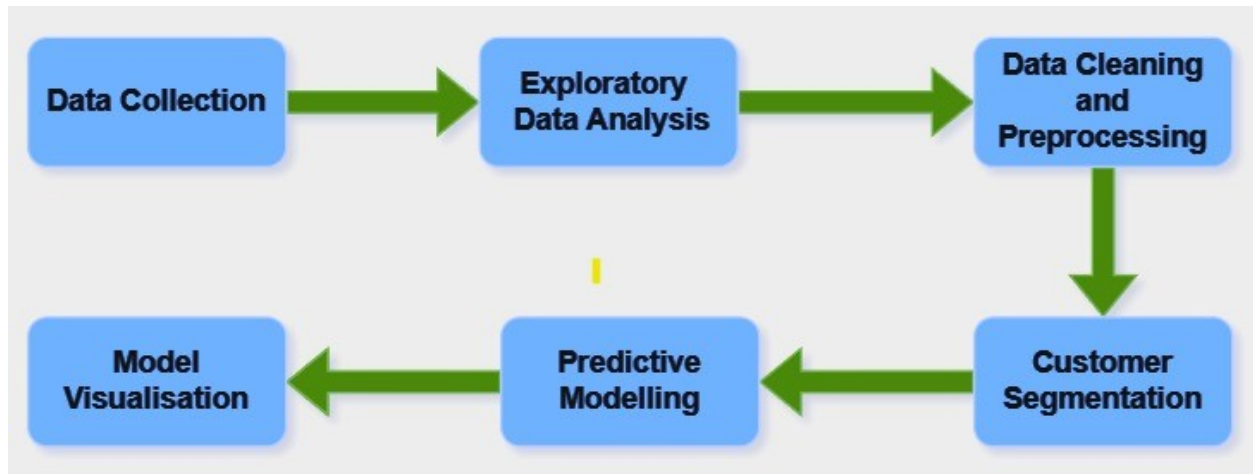 Data Collection
Exploratory
Data Analysis
Data Cleaning
and
Preprocessing
Customer
Segmentation
Predictive
Modelling
Model
Visualisation